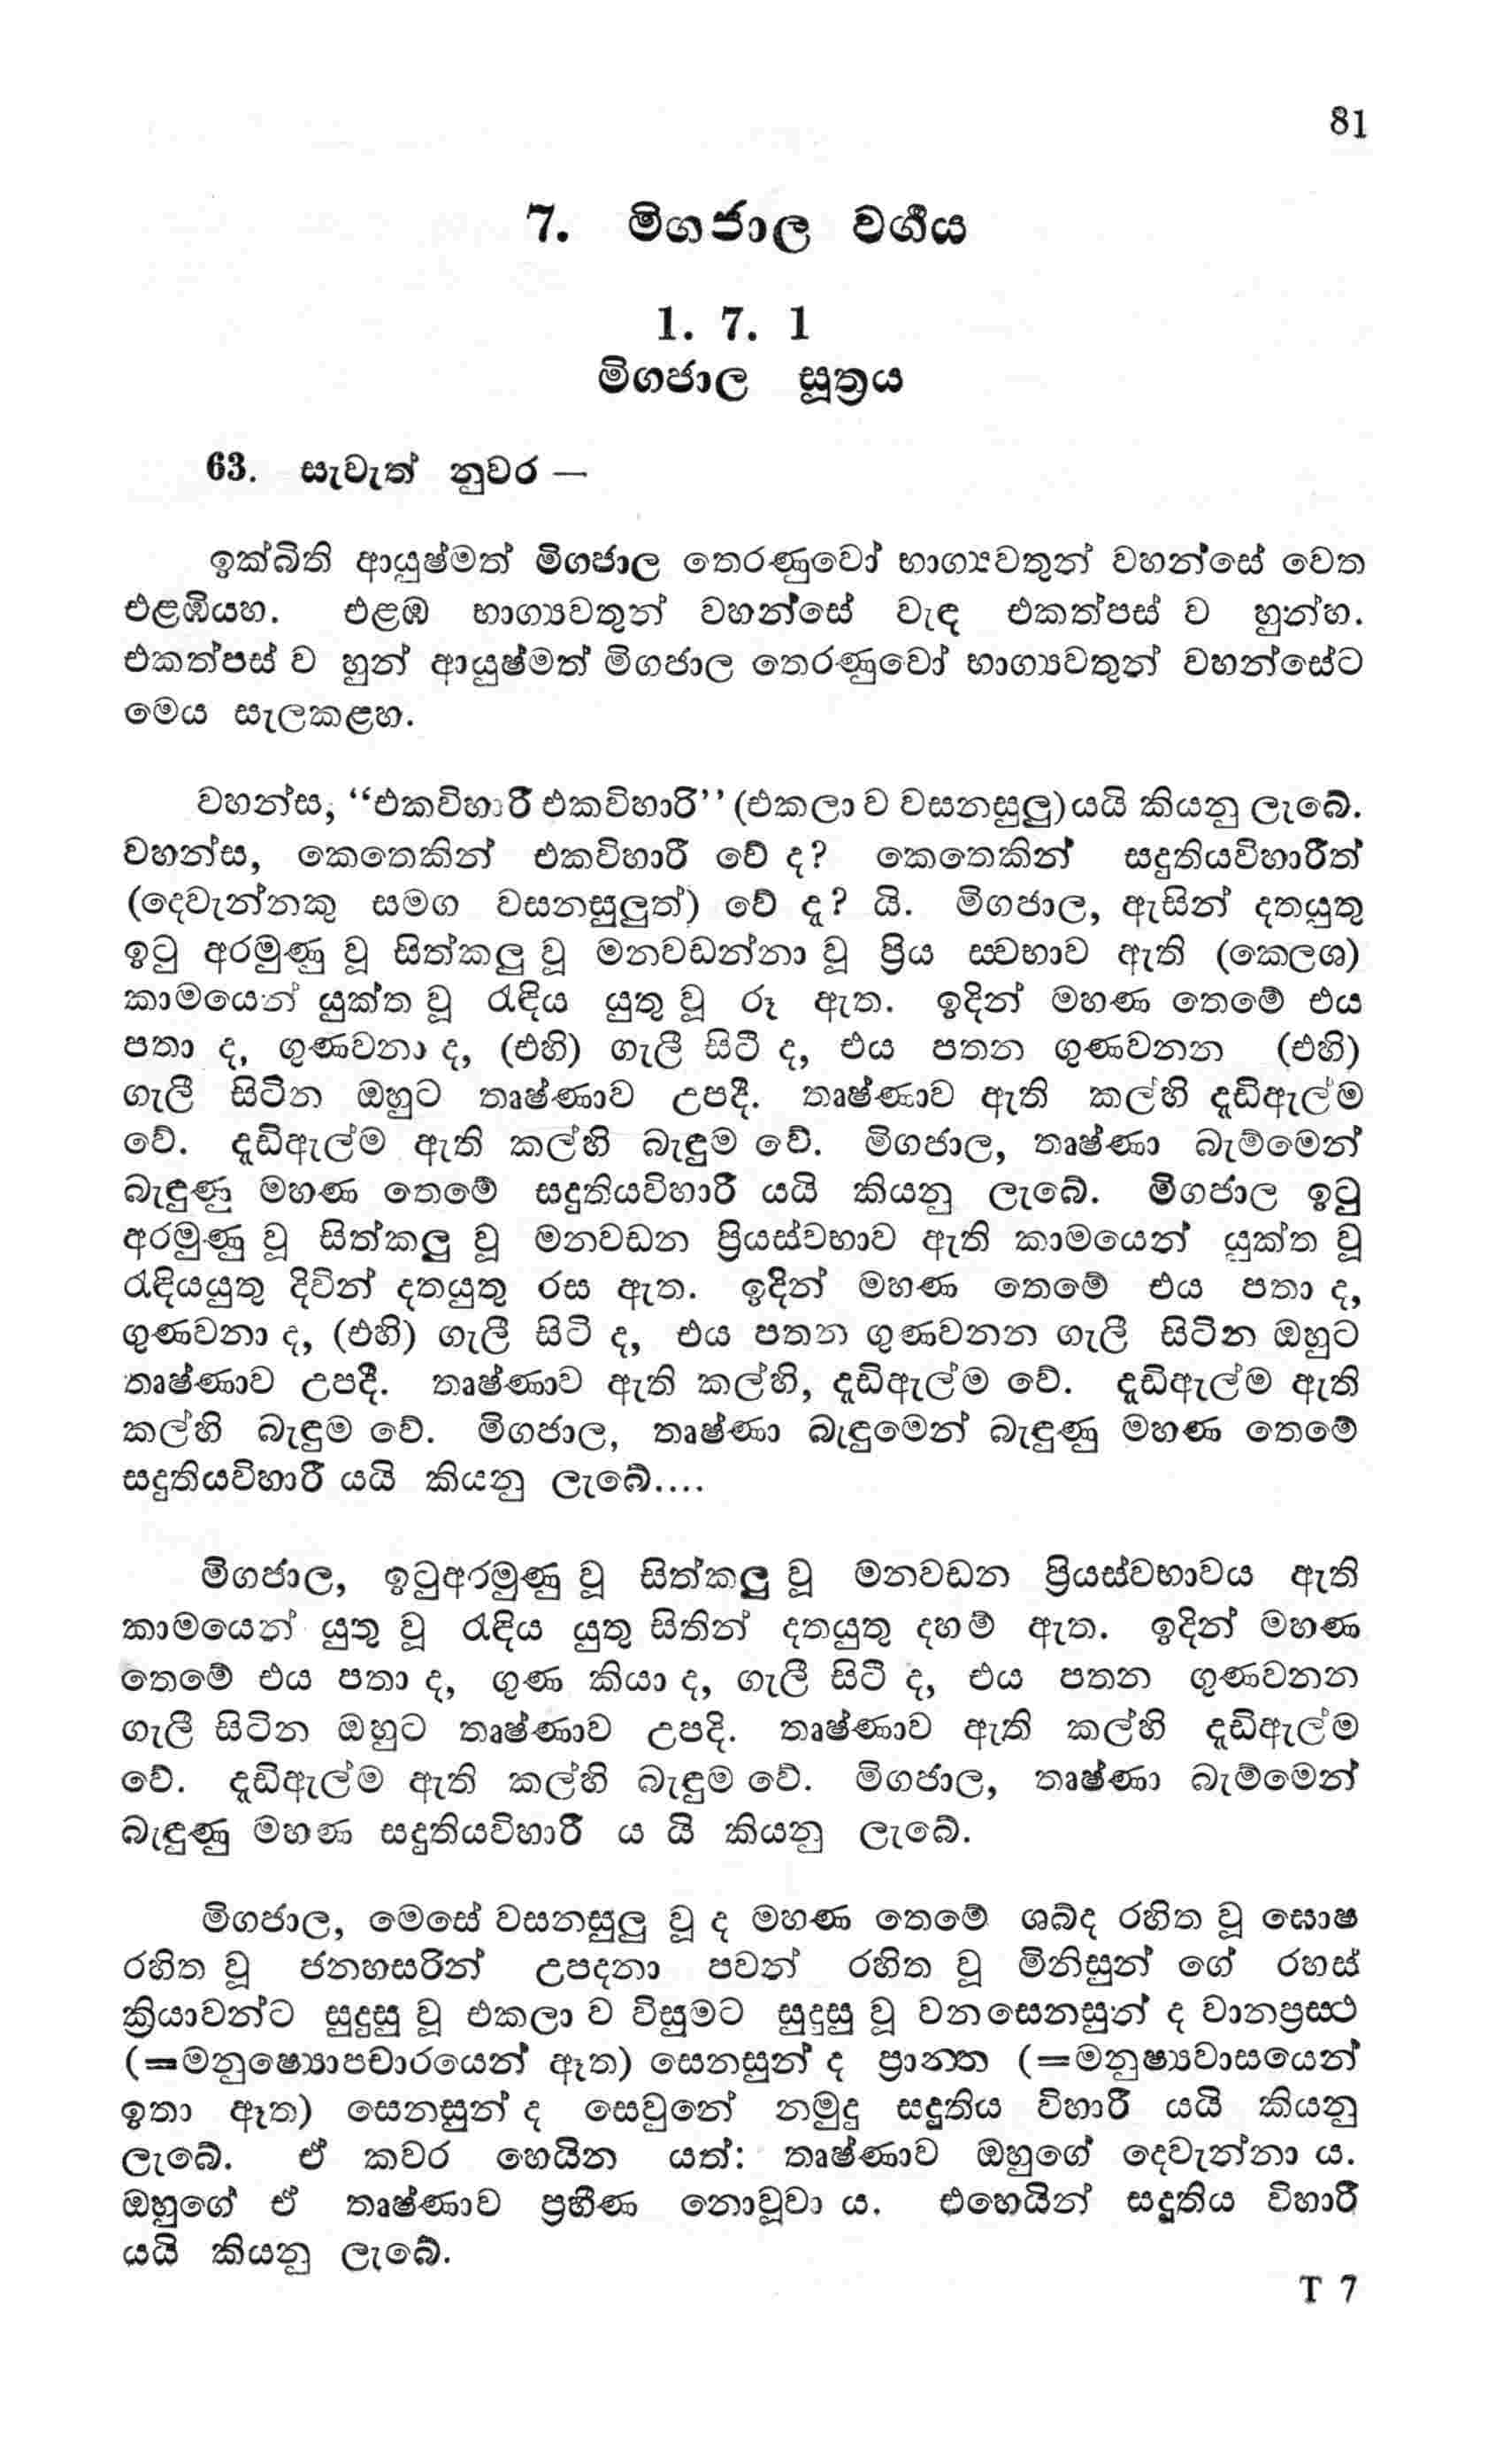 81
7. මිගජාල වර්‍ගය
1. 7. 1
මිගජාල සූත්‍රය
63. සැවැත් නුවර —
ඉක්බිති ආයුෂ්මත් මිගජාල තෙරණුවෝ භාග්‍යවතුන් වහන්සේ වෙත
එළඹියහ. එළඹ භාග්‍යවතුන් වහන්සේ වැඳ එකත්පස් ව හුන්හ.
එකත්පස් ව හුන් ආයුෂ්මත් මිගජාල තෙරණුවෝ භාග්‍යවතුන් වහන්සේට
මෙය සැලකළහ.
වහන්ස, “එකවිහාරී එකවිහාරි” (එකලා ව වසනසුලු) යයි කියනු ලැබේ.
වහන්ස, කෙතෙකින් එකවිහාරී වේ ද? කෙතෙකින් සදුතියවිහාරීත්
(දෙවැන්නකු සමග වසනසුලුත්) වේ දැ? යි. මිගජාල, ඇසින් දතයුතු
ඉටු අරමුණු වූ සිත්කලු වූ මනවඩන්නා වූ ප්‍රිය ස්‍වභාව ඇති (කෙලශ)
කාමයෙන් යුක්ත වූ රැඳිය යුතු වූ රූ ඇත. ඉදින් මහණ තෙමේ එය
පතා ද, ගුණවනා ද, (එහි) ගැලී සිටී ද, එය පතන ගුණවනන (එහි)
ගැලී සිටින ඔහුට තෘෂ්ණාව උපදී. තෘෂ්ණාව ඇති කල්හි දැඩිඇල්ම
වේ. දැඩිඇල්ම ඇති කල්හි බැඳුම වේ. මිගජාල, තෘෂ්ණා බැම්මෙන්
බැඳුණු මහණ තෙමේ සදුතියවිහාරී යයි කියනු ලැබේ. මිගජාල ඉටු
අරමුණු වූ සිත්කලු වූ මනවඩන ප්‍රියස්වභාව ඇති කාමයෙන් යුක්ත වූ
රැඳියයුතු දිවින් දතයුතු රස ඇත. ඉදින් මහණ තෙමේ එය පතා ද,
ගුණවනා ද, (එහි) ගැලී සිටි ද, එය පතන ගුණවනන ගැලී සිටින ඔහුට
තෘෂ්ණාව උපදී. තෘෂ්ණාව ඇති කල්හි, දැඩිඇල්ම වේ. දැඩිඇල්ම ඇති
කල්හි බැඳුම වේ. මිගජාල, තෘෂ්ණා බැඳුමෙන් බැඳුණු මහණ තෙමේ
සදුතියවිහාරී යයි කියනු ලැබේ....
මිගජාල, ඉටුඅරමුණු වූ සිත්කලු වූ මනවඩන ප්‍රියස්වභාවය ඇති
කාමයෙන් යුතු වූ රැඳිය යුතු සිතින් දතයුතු දහම් ඇත. ඉදින් මහණ
තෙමේ එය පතා ද, ගුණ කියා ද, ගැලී සිටී ද, එය පතන ගුණවනන
ගැලී සිටින ඔහුට තෘෂ්ණාව උපදි. තෘෂ්ණාව ඇති කල්හි දැඩිඇල්ම
වේ. දැඩිඇල්ම ඇති කල්හි බැඳුම වේ. මිගජාල, තෘෂ්ණා බැම්මෙන්
බැඳුණු මහණ සදුතියවිහාරී ය යි කියනු ලැබේ.
මිගජාල, මෙසේ වසනසුලු වූ ද මහණ තෙමේ ශබ්ද රහිත වූ ඝොෂ
රහිත වූ ජනහසරින් උපදනා පවන් රහිත වූ මිනිසුන් ගේ රහස්
ක්‍රියාවන්ට සුදුසු වූ එකලා ව විසුමට සුදුසු වූ වනසෙනසුන් ද වානප්‍රස්ථ
(=මනුෂ්‍යොපචාරයෙන් ඈත) සෙනසුන් ද ප්‍රාන්ත (=මනුෂ්‍යවාසයෙන්
ඉතා ඈත) සෙනසුන් ද සෙවුනේ නමුදු සදුතිය විහාරී යයි කියනු
ලැබේ. ඒ කවර හෙයින යත්: තෘෂ්ණාව ඔහුගේ දෙවැන්නා ය.
ඔහුගේ ඒ තෘෂ්ණාව ප්‍රහීණ නොවූවා ය. එහෙයින් සදුතිය විහාරී
යයි කියනු ලැබේ.
T 7